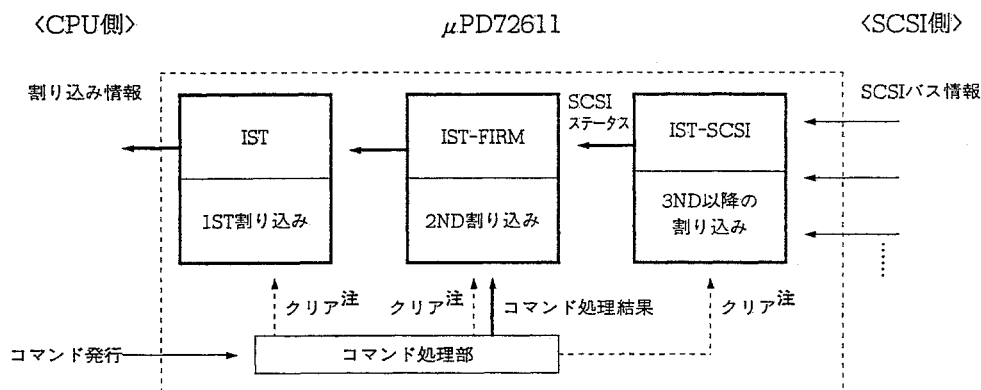 〈CPU側〉
μPD72611
〈SCSI側〉
割り込み情報
SCSIバス情報
IST
1ST割り込み
IST-FIRM
2ND割り込み
SCSI
ステータス
IST-SCSI
3ND以降の
割り込み
クリア注
クリア注
コマンド処理結果
クリア注
コマンド発行
コマンド処理部